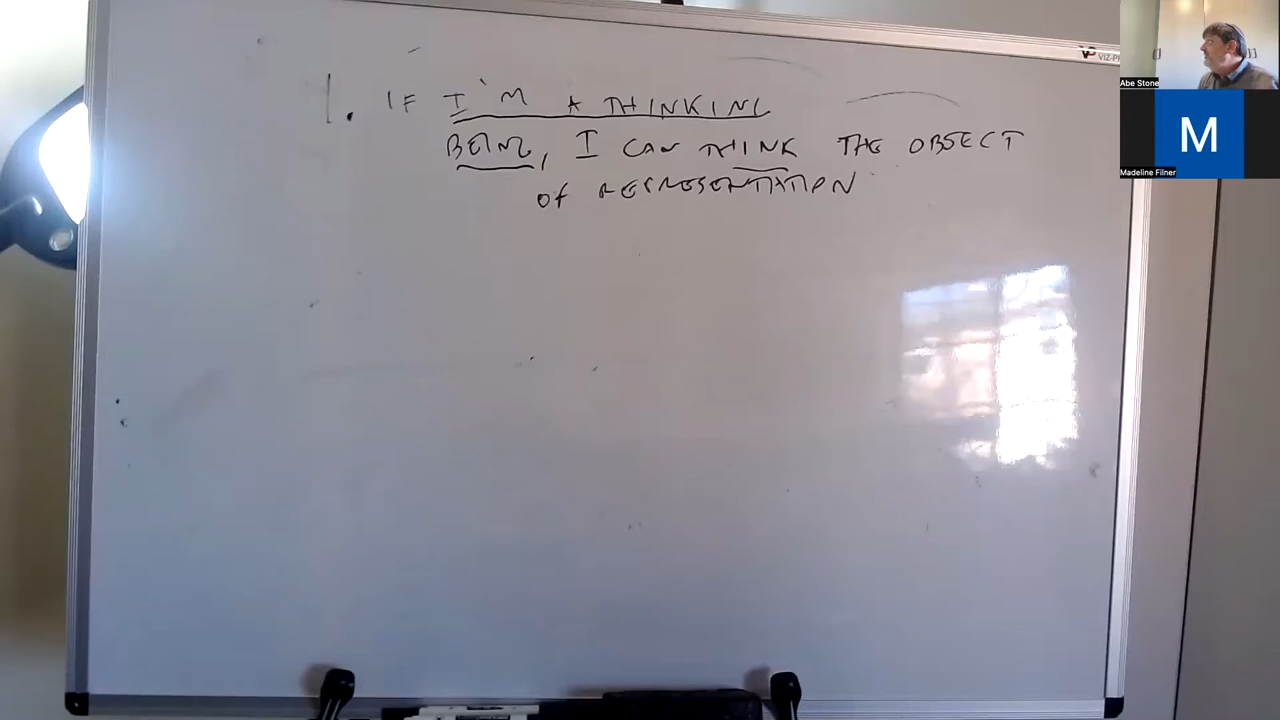 1. IF I'M A THINKING
BEING, I CAN THINK THE OBJECT
OF REPRESENTATION
Abe Stone
M
Madeline Filner